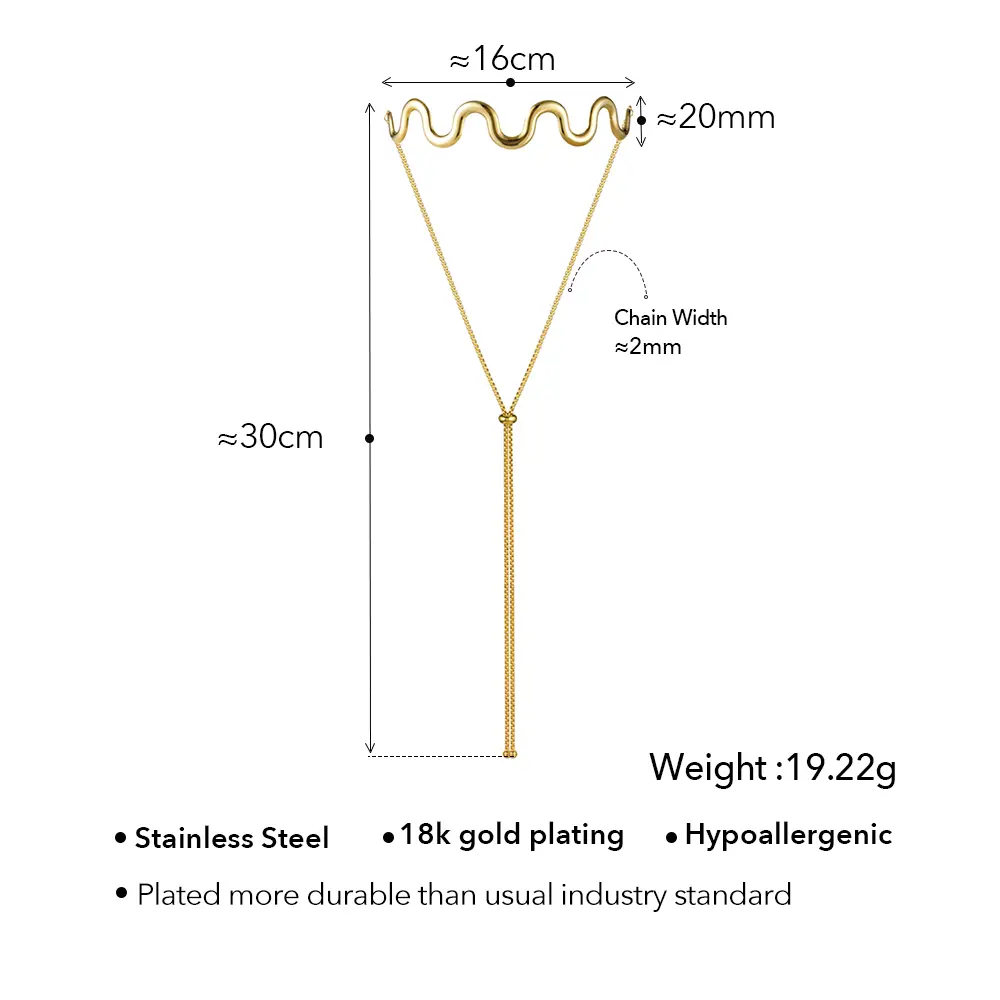 ≈16cm
≈20mm
Chain Width
≈2mm
≈30cm
Weight :19.22g
• Stainless Steel
• 18k gold plating
• Hypoallergenic
• Plated more durable than usual industry standard